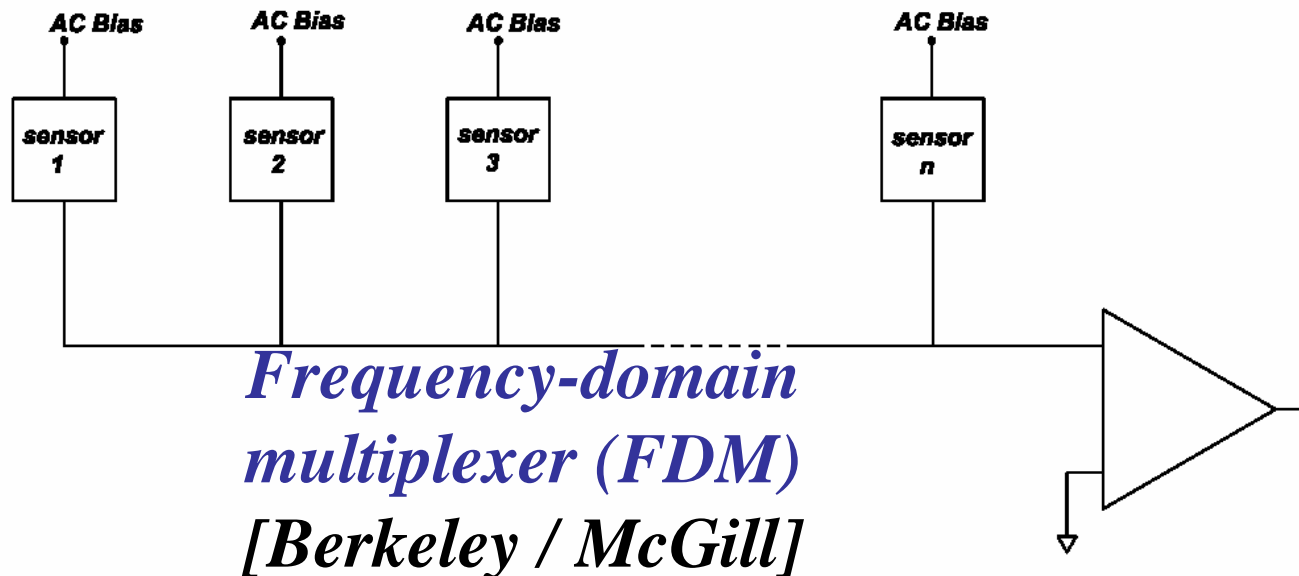 AC Bias AC Bias AC Bias AC Bias
sensor sensor sensor sensor
1 2 3 n
Frequency-domain
multiplexer (FDM)
[Berkeley / McGill]